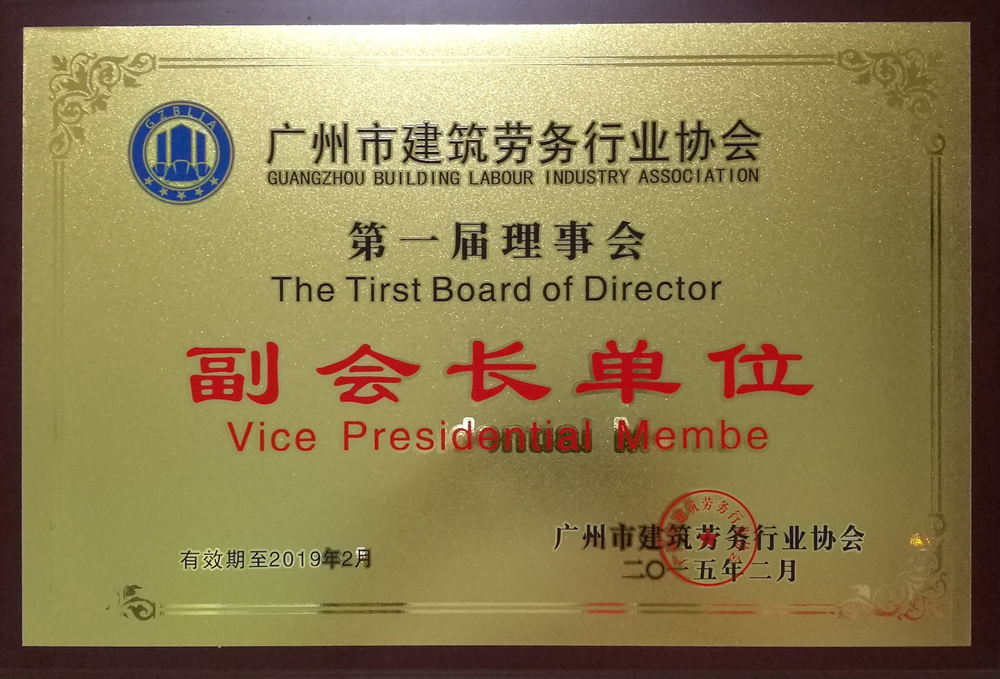 GZBLIA
广州市建筑劳务行业协会
GUANGZHOU BUILDING LABOUR INDUSTRY ASSOCIATION
第一届理事会
The Tirst Board of Director
副会长单位
Vice Presidential Membe
有效期至2019年2月
广州市建筑劳务行业协会
二〇一五年二月